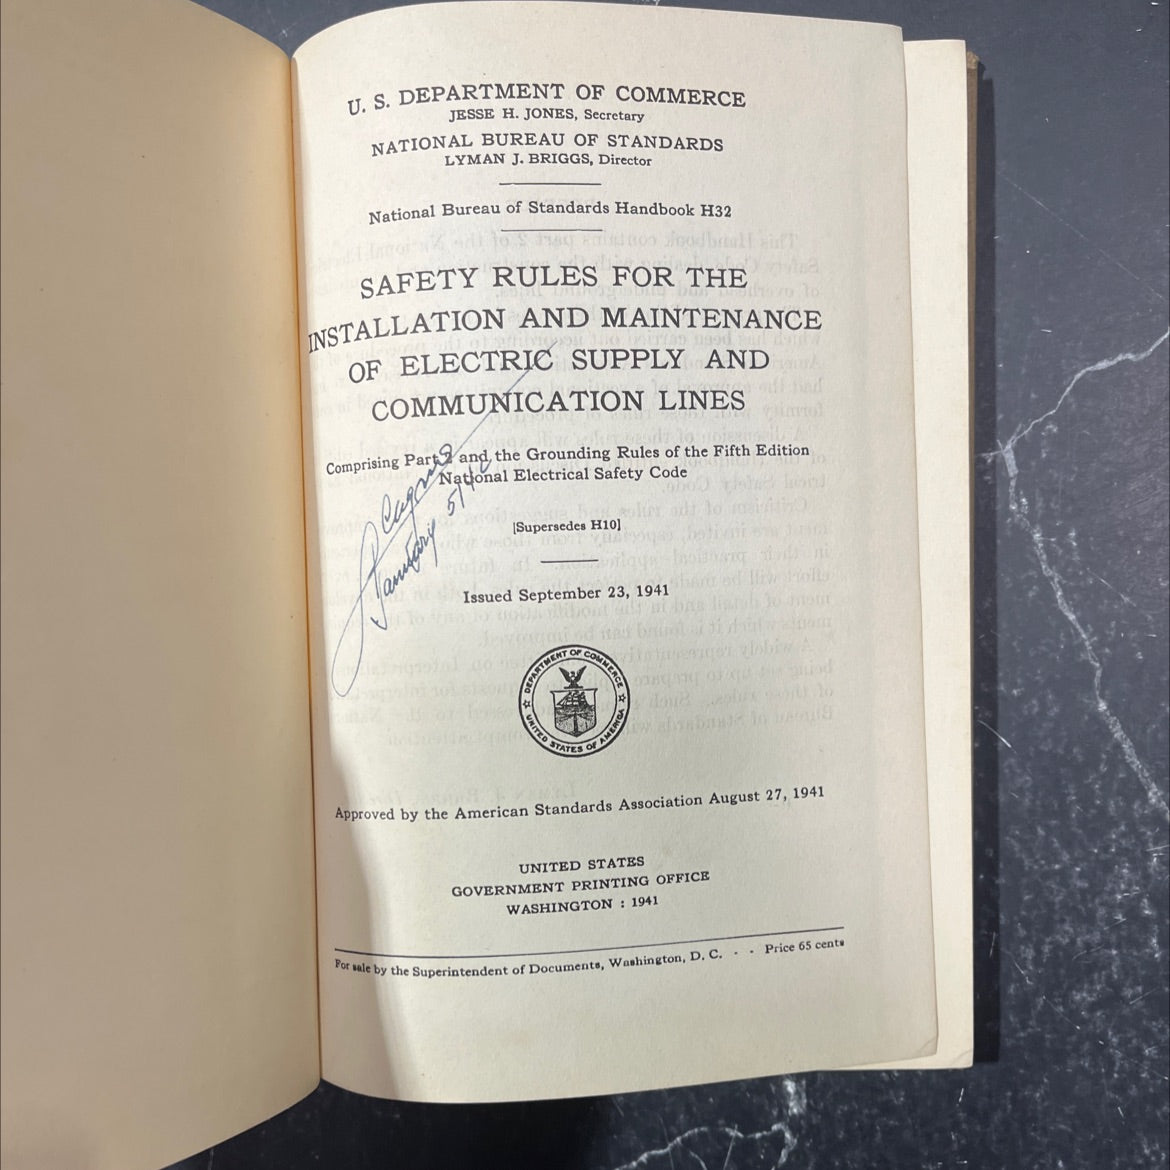 U. S. DEPARTMENT OF COMMERCE
JESSE H. JONES, Secretary
NATIONAL BUREAU OF STANDARDS
LYMAN J. BRIGGS, Director
National Bureau of Standards Handbook H32
SAFETY RULES FOR THE
INSTALLATION AND MAINTENANCE
OF ELECTRIC SUPPLY AND
COMMUNICATION LINES
Comprising Part 2 and the Grounding Rules of the Fifth Edition
National Electrical Safety Code
[Supersedes H10]
Issued September 23, 1941
DEPARTMENT OF COMMERCE
UNITED STATES OF AMERICA
Approved by the American Standards Association August 27, 1941
UNITED STATES
GOVERNMENT PRINTING OFFICE
WASHINGTON : 1941
For sale by the Superintendent of Documents, Washington, D. C. - - Price 65 cents
January